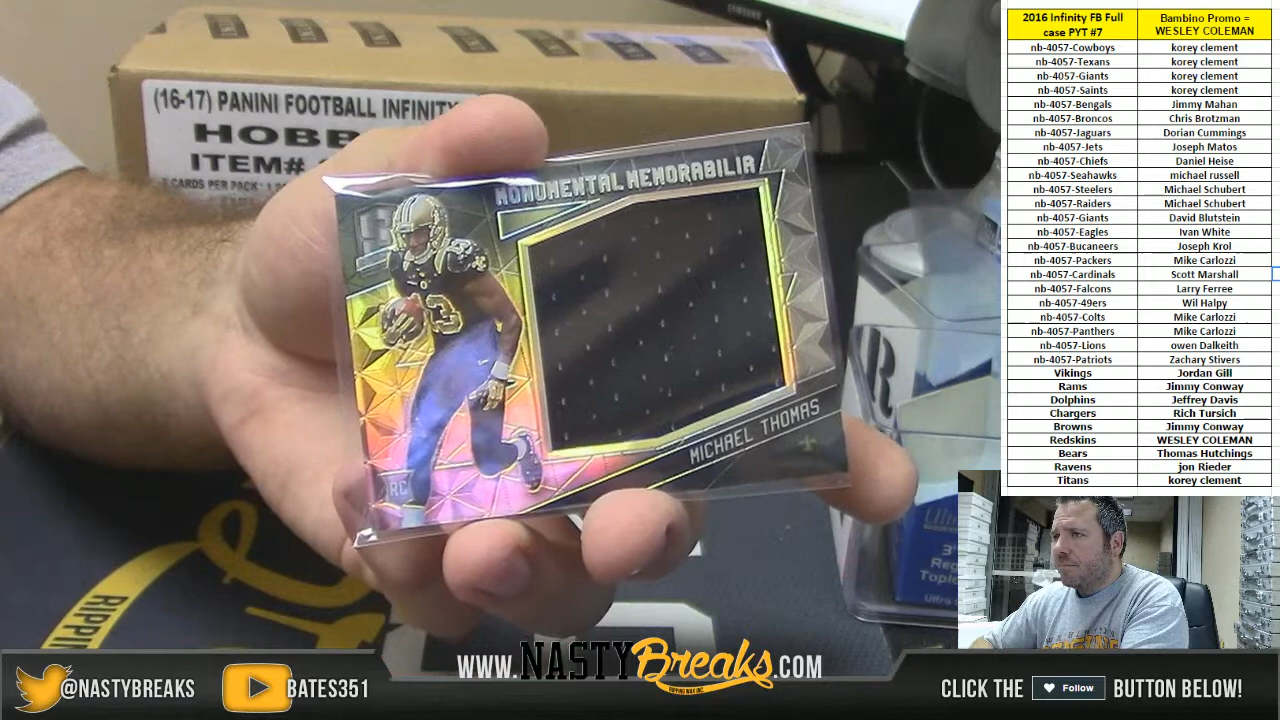 (16-17) PANINI FOOTBALL INFINITY
HOBB
ITEM#
CARDS PER PACK:
MONUMENTAL MEMORABILIA
MICHAEL THOMAS
RC
RIPPIN
2016 Infinity FB Full case PYT #7 Bambino Promo = WESLEY COLEMAN
nb-4057-Cowboys korey clement
nb-4057-Texans korey clement
nb-4057-Giants korey clement
nb-4057-Saints korey clement
nb-4057-Bengals Jimmy Mahan
nb-4057-Broncos Chris Brotzman
nb-4057-Jaguars Dorian Cummings
nb-4057-Jets Joseph Matos
nb-4057-Chiefs Daniel Heise
nb-4057-Seahawks michael russell
nb-4057-Steelers Michael Schubert
nb-4057-Raiders Michael Schubert
nb-4057-Giants David Blutstein
nb-4057-Eagles Ivan White
nb-4057-Bucaneers Joseph Krol
nb-4057-Packers Mike Carlozzi
nb-4057-Cardinals Scott Marshall
nb-4057-Falcons Larry Ferree
nb-4057-49ers Wil Halpy
nb-4057-Colts Mike Carlozzi
nb-4057-Panthers Mike Carlozzi
nb-4057-Lions owen Dalkeith
nb-4057-Patriots Zachary Stivers
Vikings Jordan Gill
Rams Jimmy Conway
Dolphins Jeffrey Davis
Chargers Rich Tursich
Browns Jimmy Conway
Redskins WESLEY COLEMAN
Bears Thomas Hutchings
Ravens jon Rieder
Titans korey clement
@NASTYBREAKS
BATES351
WWW.NASTYBreaks.COM
RIPPING WAX INC.
CLICK THE Follow BUTTON BELOW!